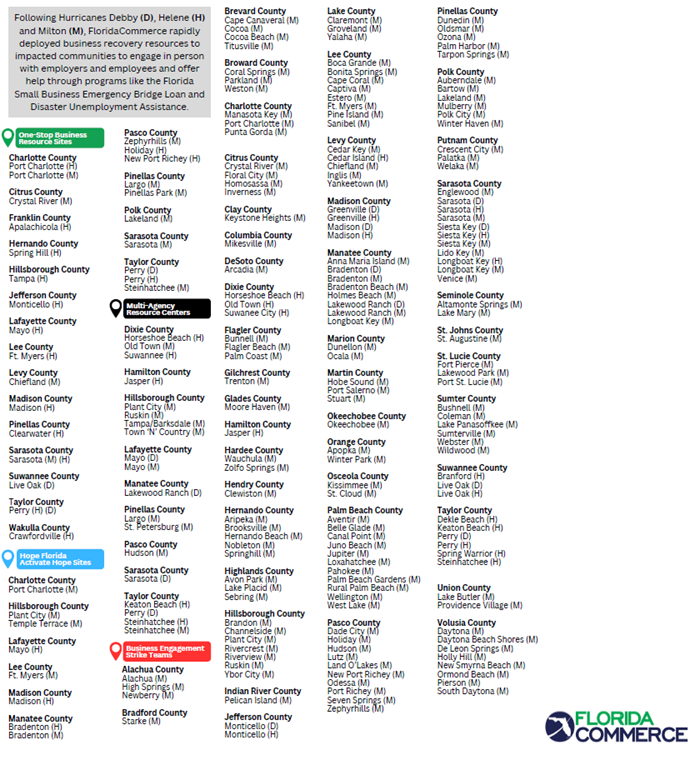 Following Hurricanes Debby (D), Helene (H)
and Milton (M), FloridaCommerce rapidly
deployed business recovery resources to
impacted communities to engage in person
with employers and employees and offer
help through programs like the Florida
Small Business Emergency Bridge Loan and
Disaster Unemployment Assistance.
One-Stop Business
Resource Sites
Charlotte County
Port Charlotte (H)
Port Charlotte (M)
Citrus County
Crystal River (M)
Franklin County
Apalachicola (H)
Hernando County
Spring Hill (H)
Hillsborough County
Tampa (H)
Jefferson County
Monticello (H)
Lafayette County
Mayo (H)
Lee County
Ft. Myers (H)
Levy County
Chiefland (M)
Madison County
Madison (H)
Pinellas County
Clearwater (H)
Sarasota County
Sarasota (M) (H)
Suwannee County
Live Oak (D)
Taylor County
Perry (H) (D)
Wakulla County
Crawfordville (H)
Hope Florida
Activate Hope Sites
Charlotte County
Port Charlotte (M)
Hillsborough County
Plant City (M)
Temple Terrace (M)
Lafayette County
Mayo (H)
Lee County
Ft. Myers (M)
Madison County
Madison (H)
Manatee County
Bradenton (H)
Bradenton (M)
Pasco County
Zephyrhills (M)
Holiday (H)
New Port Richey (H)
Pinellas County
Largo (M)
Pinellas Park (M)
Polk County
Lakeland (M)
Sarasota County
Sarasota (M)
Taylor County
Perry (D)
Perry (H)
Steinhatchee (M)
Multi-Agency
Resource Centers
Dixie County
Horseshoe Beach (H)
Old Town (M)
Suwannee (H)
Hamilton County
Jasper (H)
Hillsborough County
Plant City (M)
Ruskin (M)
Tampa/Barksdale (M)
Town 'N' Country (M)
Lafayette County
Mayo (D)
Mayo (M)
Manatee County
Lakewood Ranch (D)
Pinellas County
Largo (M)
St. Petersburg (M)
Pasco County
Hudson (M)
Sarasota County
Sarasota (D)
Taylor County
Keaton Beach (H)
Perry (D)
Steinhatchee (H)
Steinhatchee (M)
Business Engagement
Strike Teams
Alachua County
Alachua (M)
High Springs (M)
Newberry (M)
Bradford County
Starke (M)
Brevard County
Cape Canaveral (M)
Cocoa (M)
Cocoa Beach (M)
Titusville (M)
Broward County
Coral Springs (M)
Parkland (M)
Weston (M)
Charlotte County
Manasota Key (M)
Port Charlotte (M)
Punta Gorda (M)
Citrus County
Crystal River (M)
Floral City (M)
Homosassa (M)
Inverness (M)
Clay County
Keystone Heights (M)
Columbia County
Mikesville (M)
DeSoto County
Arcadia (M)
Dixie County
Horseshoe Beach (H)
Old Town (H)
Suwanee City (H)
Flagler County
Bunnell (M)
Flagler Beach (M)
Palm Coast (M)
Gilchrest County
Trenton (M)
Glades County
Moore Haven (M)
Hamilton County
Jasper (H)
Hardee County
Wauchula (M)
Zolfo Springs (M)
Hendry County
Clewiston (M)
Hernando County
Aripeka (M)
Brooksville (M)
Hernando Beach (M)
Nobleton (M)
Springhill (M)
Highlands County
Avon Park (M)
Lake Placid (M)
Sebring (M)
Hillsborough County
Brandon (M)
Channelside (M)
Plant City (M)
Rivercrest (M)
Riverview (M)
Ruskin (M)
Ybor City (M)
Indian River County
Pelican Island (M)
Jefferson County
Monticello (D)
Monticello (H)
Lake County
Claremont (M)
Groveland (M)
Yalaha (M)
Lee County
Boca Grande (M)
Bonita Springs (M)
Cape Coral (M)
Captiva (M)
Estero (M)
Ft. Myers (M)
Pine Island (M)
Sanibel (M)
Levy County
Cedar Key (M)
Cedar Island (H)
Chiefland (M)
Inglis (M)
Yankeetown (M)
Madison County
Greenville (D)
Greenville (H)
Madison (D)
Madison (H)
Manatee County
Anna Maria Island (M)
Bradenton (D)
Bradenton (M)
Bradenton Beach (M)
Holmes Beach (M)
Lakewood Ranch (D)
Lakewood Ranch (M)
Longboat Key (M)
Marion County
Dunellon (M)
Ocala (M)
Martin County
Hobe Sound (M)
Port Salerno (M)
Stuart (M)
Okeechobee County
Okeechobee (M)
Orange County
Apopka (M)
Winter Park (M)
Osceola County
Kissimmee (M)
St. Cloud (M)
Palm Beach County
Aventir (M)
Belle Glade (M)
Canal Point (M)
Juno Beach (M)
Jupiter (M)
Loxahatchee (M)
Pahokee (M)
Palm Beach Gardens (M)
Rural Palm Beach (M)
Wellington (M)
West Lake (M)
Pasco County
Dade City (M)
Holiday (M)
Hudson (M)
Lutz (M)
Land O'Lakes (M)
New Port Richey (M)
Odessa (M)
Port Richey (M)
Seven Springs (M)
Zephyrhills (M)
Pinellas County
Dunedin (M)
Oldsmar (M)
Ozona (M)
Palm Harbor (M)
Tarpon Springs (M)
Polk County
Auberndale (M)
Bartow (M)
Lakeland (M)
Mulberry (M)
Polk City (M)
Winter Haven (M)
Putnam County
Crescent City (M)
Palatka (M)
Welaka (M)
Sarasota County
Englewood (M)
Sarasota (D)
Sarasota (H)
Sarasota (M)
Siesta Key (D)
Siesta Key (H)
Siesta Key (M)
Lido Key (M)
Longboat Key (H)
Longboat Key (M)
Venice (M)
Seminole County
Altamonte Springs (M)
Lake Mary (M)
St. Johns County
St. Augustine (M)
St. Lucie County
Fort Pierce (M)
Lakewood Park (M)
Port St. Lucie (M)
Sumter County
Bushnell (M)
Coleman (M)
Lake Panasoffkee (M)
Sumterville (M)
Webster (M)
Wildwood (M)
Suwannee County
Branford (H)
Live Oak (D)
Live Oak (H)
Taylor County
Dekle Beach (H)
Keaton Beach (H)
Perry (D)
Perry (H)
Spring Warrior (H)
Steinhatchee (H)
Union County
Lake Butler (M)
Providence Village (M)
Volusia County
Daytona (M)
Daytona Beach Shores (M)
De Leon Springs (M)
Holly Hill (M)
New Smyrna Beach (M)
Ormond Beach (M)
Pierson (M)
South Daytona (M)
FLORIDA
COMMERCE